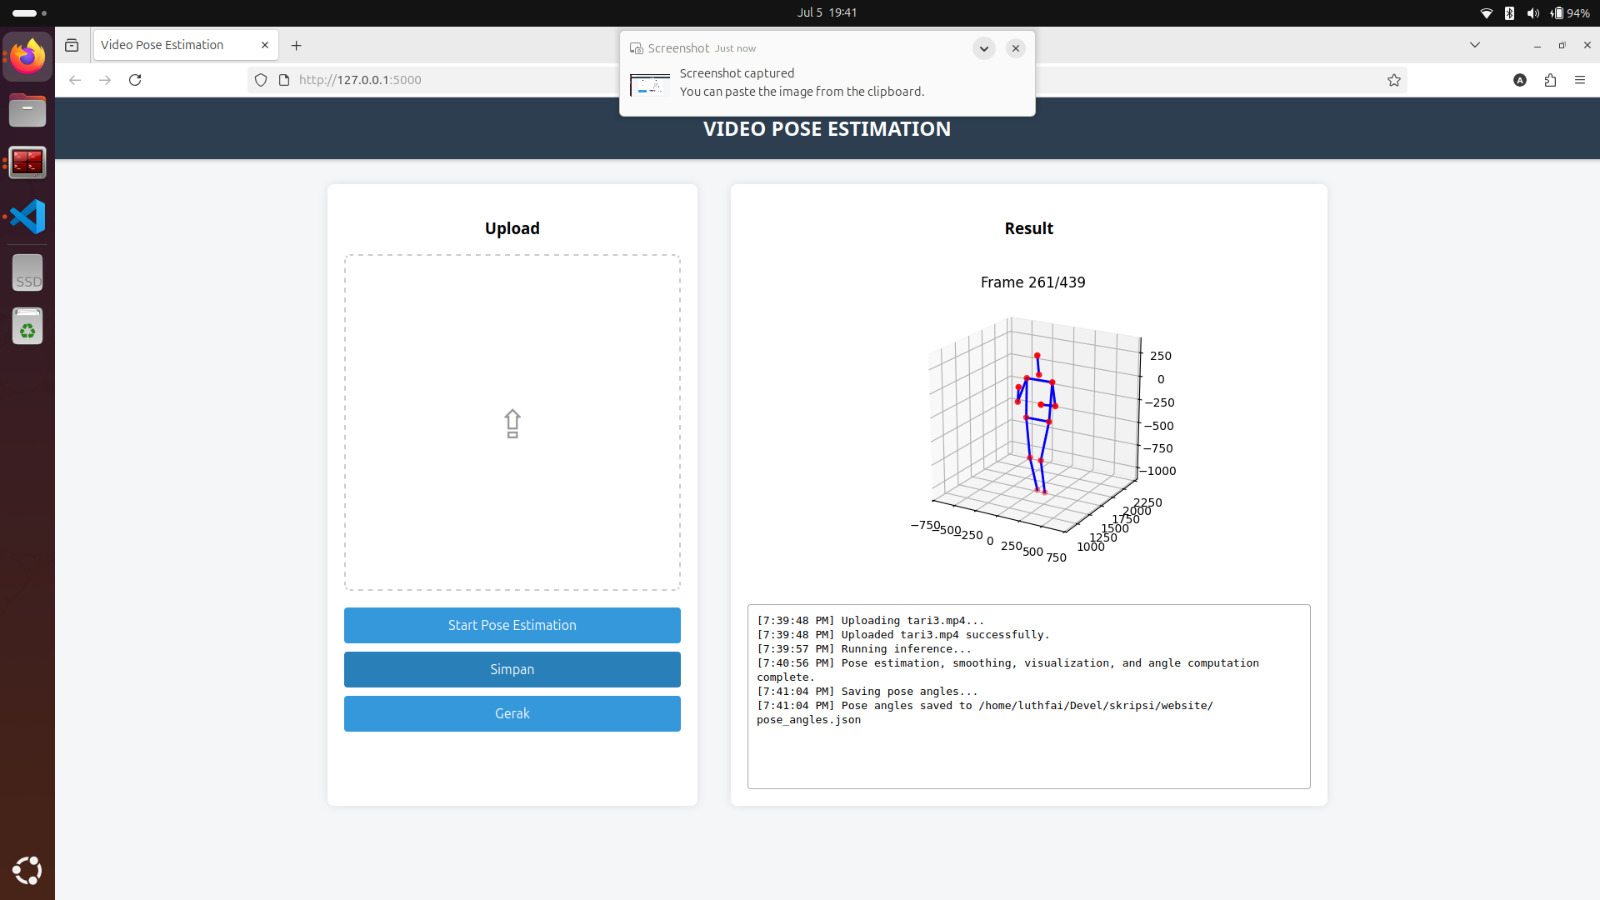 Jul 5 19:41
94%
Video Pose Estimation
http://127.0.0.1:5000
Screenshot Just now
Screenshot captured
You can paste the image from the clipboard.
A
SSD
VIDEO POSE ESTIMATION
Upload
Start Pose Estimation
Simpan
Gerak
Result
Frame 261/439
250
0
−250
−500
−750
−1000
−750
−500
−250
0
250
500
750
1000
1250
1500
1750
2000
2250
[7:39:48 PM] Uploading tari3.mp4...
[7:39:48 PM] Uploaded tari3.mp4 successfully.
[7:39:57 PM] Running inference...
[7:40:56 PM] Pose estimation, smoothing, visualization, and angle computation
complete.
[7:41:04 PM] Saving pose angles...
[7:41:04 PM] Pose angles saved to /home/luthfai/Devel/skripsi/website/
pose_angles.json